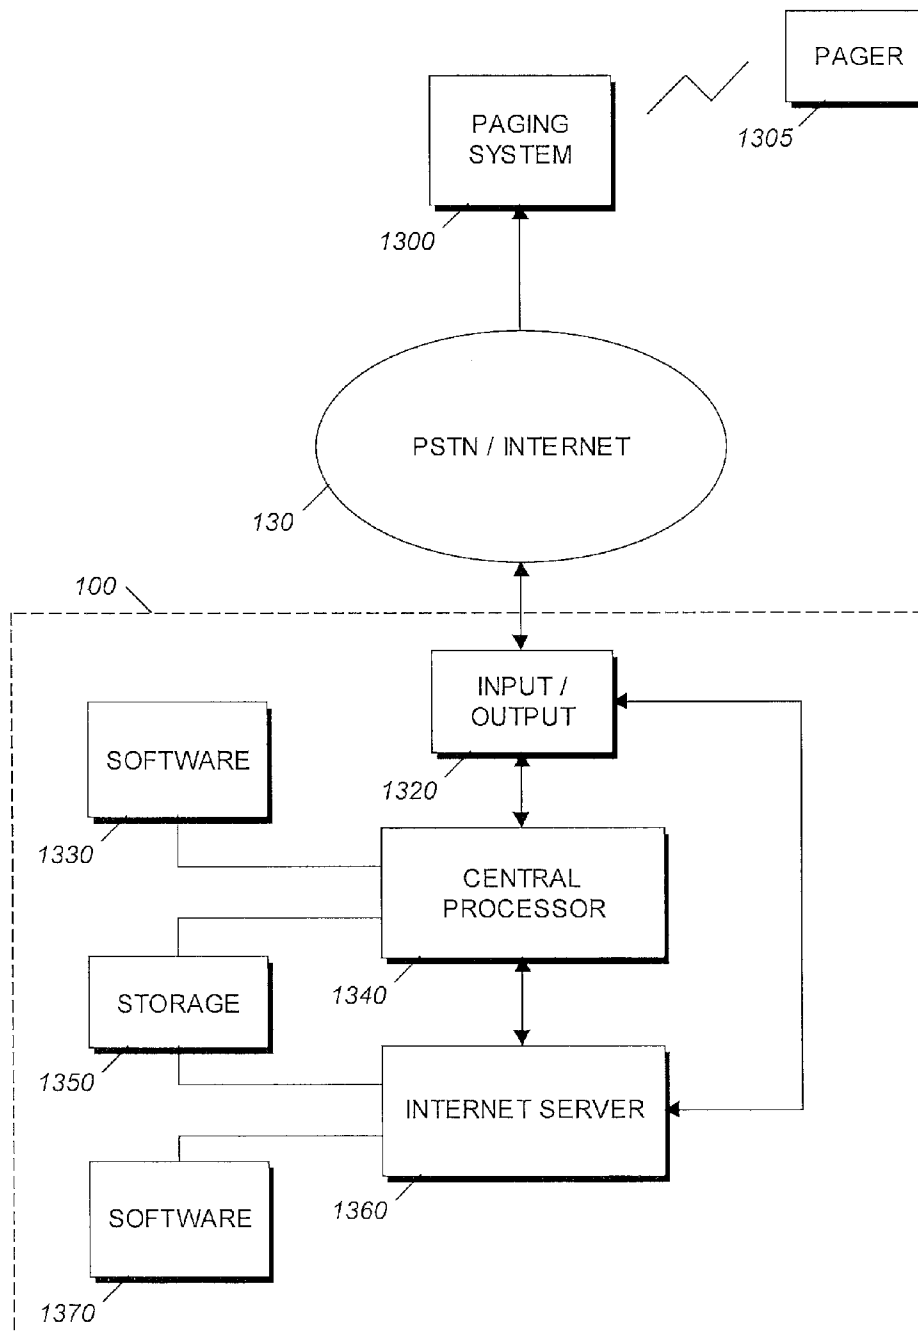 PAGER
1305
PAGING
SYSTEM
1300
PSTN / INTERNET
130
100
INPUT /
OUTPUT
1320
SOFTWARE
1330
CENTRAL
PROCESSOR
1340
STORAGE
1350
INTERNET SERVER
1360
SOFTWARE
1370